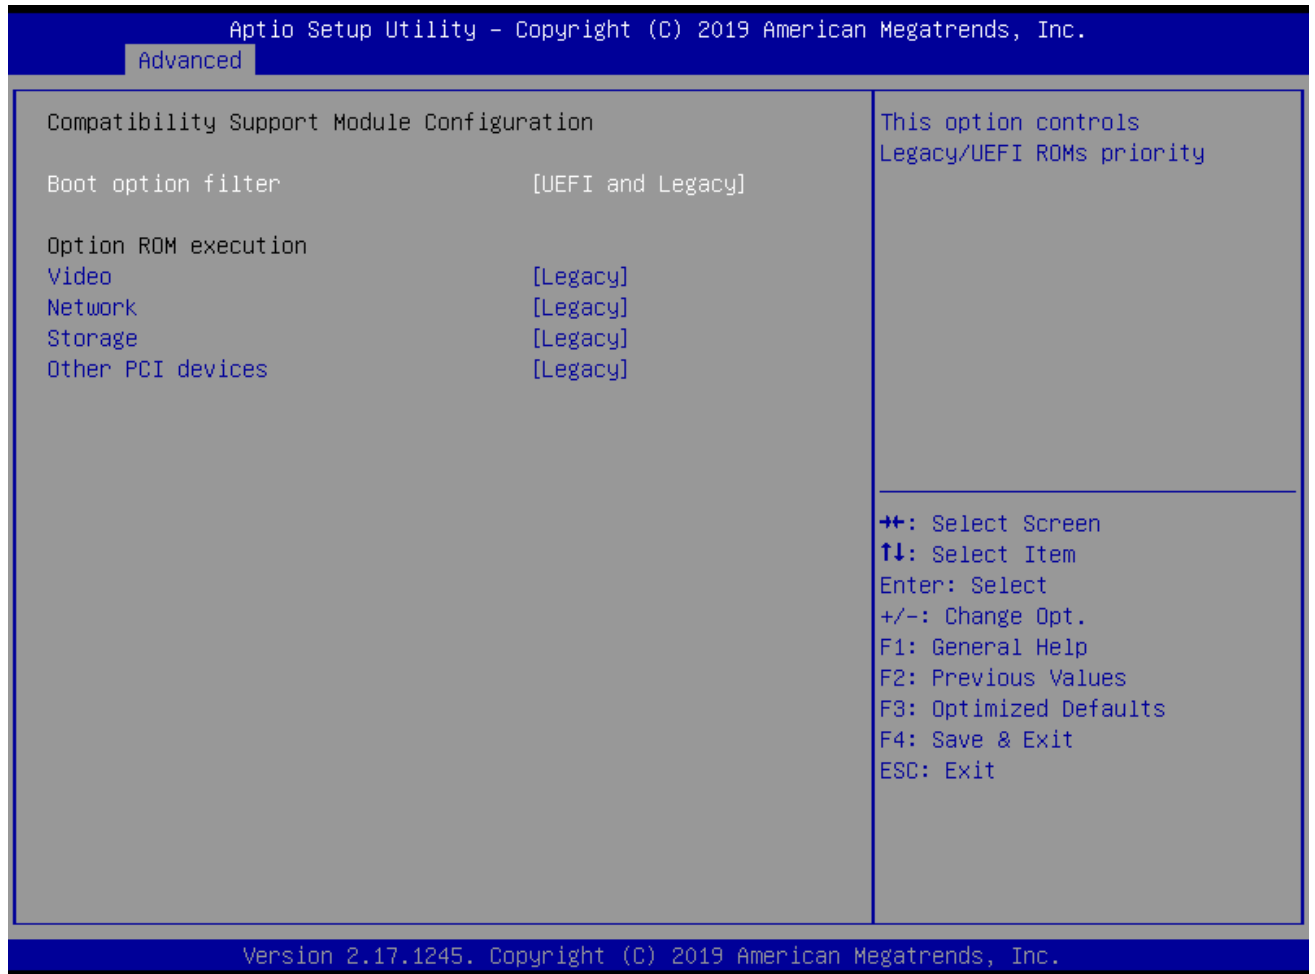 Aptio Setup Utility – Copyright (C) 2019 American Megatrends, Inc.
Advanced
Compatibility Support Module Configuration
Boot option filter [UEFI and Legacy]
Option ROM execution
Video [Legacy]
Network [Legacy]
Storage [Legacy]
Other PCI devices [Legacy]
This option controls
Legacy/UEFI ROMs priority
→←: Select Screen
↑↓: Select Item
Enter: Select
+/-: Change Opt.
F1: General Help
F2: Previous Values
F3: Optimized Defaults
F4: Save & Exit
ESC: Exit
Version 2.17.1245. Copyright (C) 2019 American Megatrends, Inc.